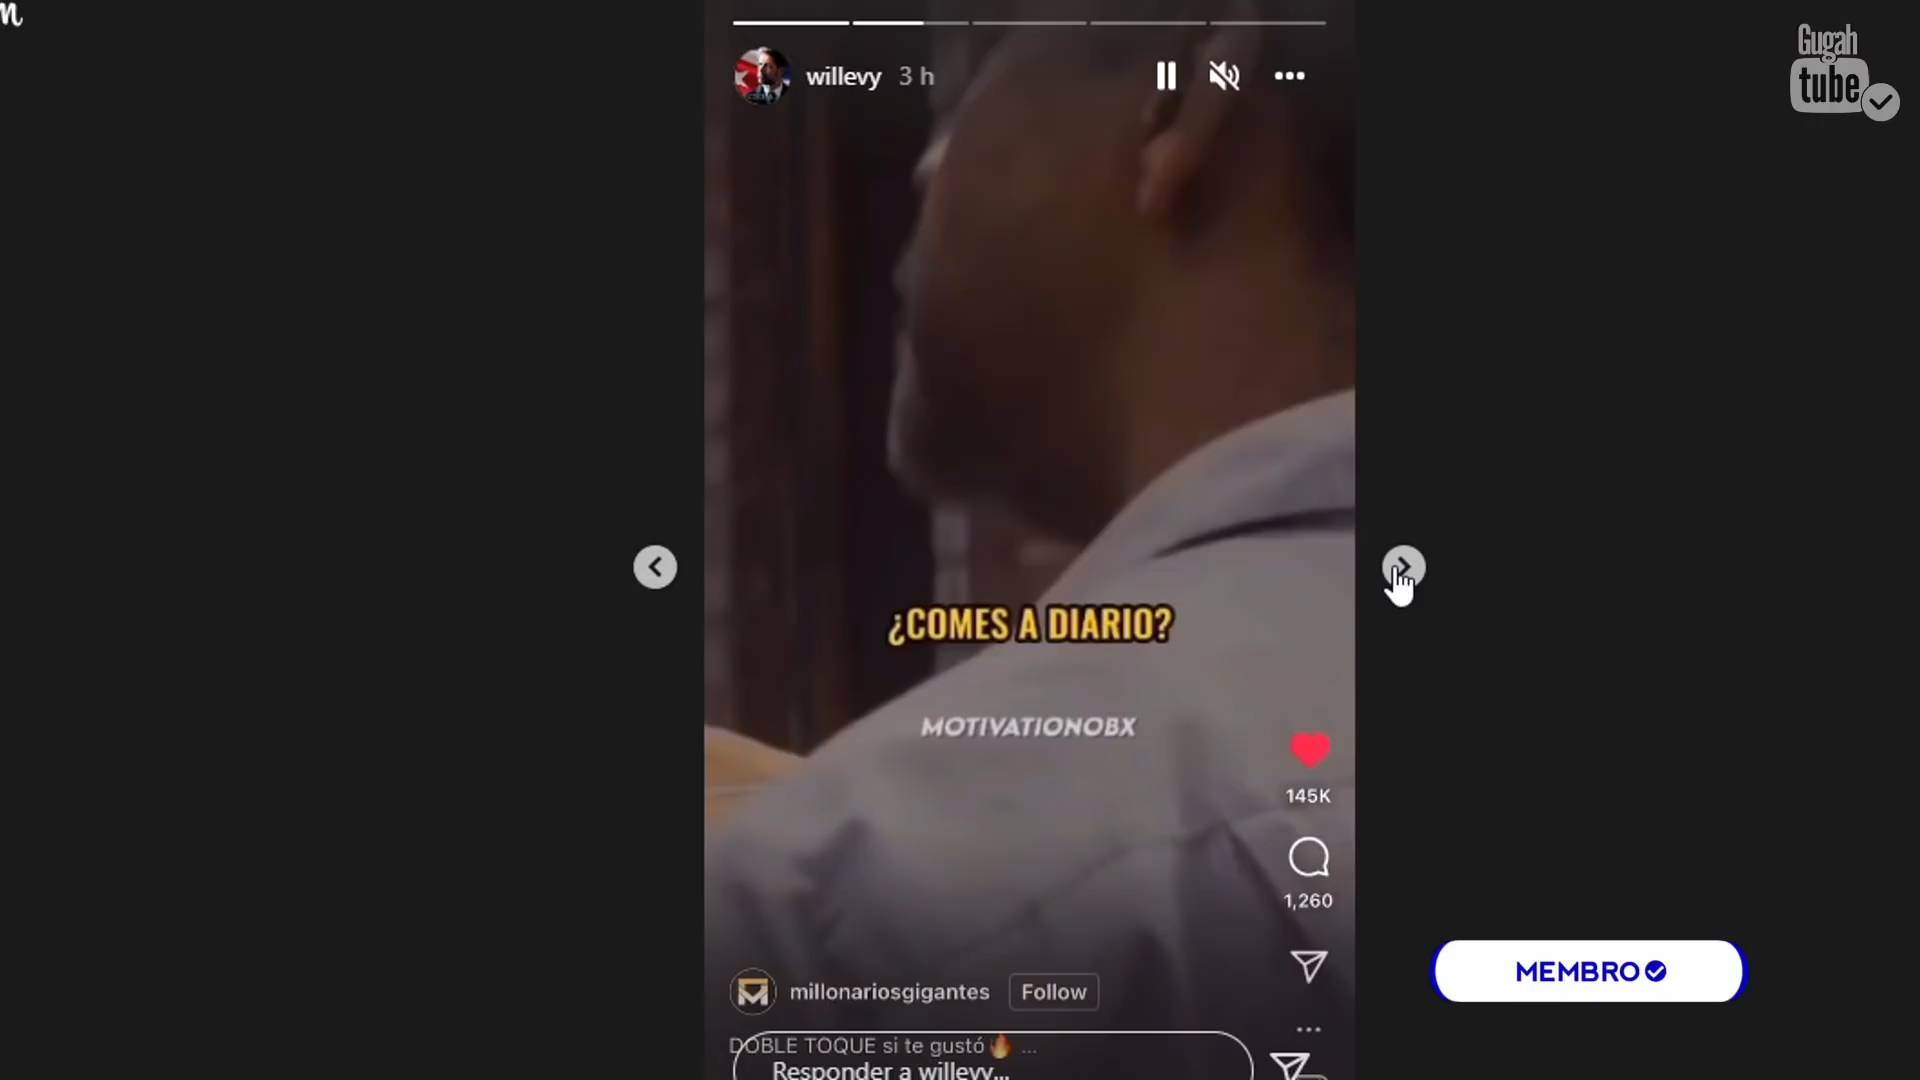 Gugah
tube
willevy 3 h
¿COMES A DIARIO?
MOTIVATIONOBX
145K
1,260
millonariosgigantes Follow
MEMBRO
DOBLE TOQUE si te gustó🔥 ...
Responder a willevy...